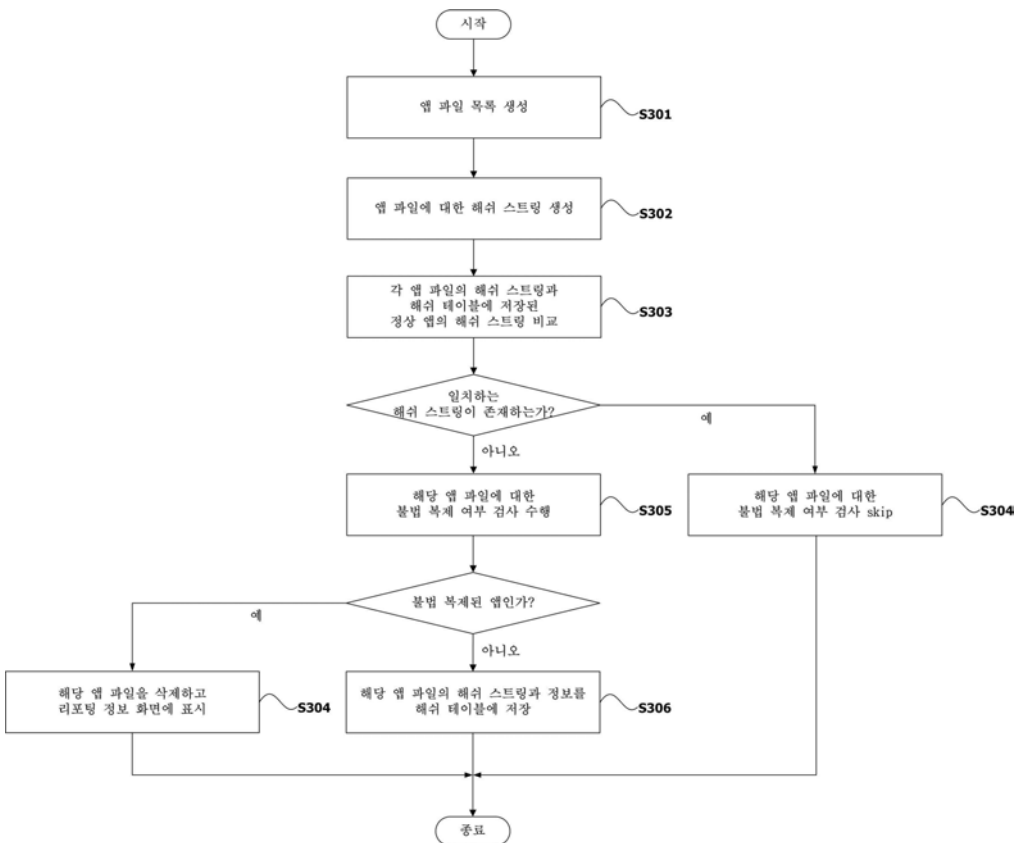 시작
앱 파일 목록 생성
S301
앱 파일에 대한 해쉬 스트링 생성
S302
각 앱 파일의 해쉬 스트링과
해쉬 테이블에 저장된
정상 앱의 해쉬 스트링 비교
S303
일치하는
해쉬 스트링이 존재하는가?
예
아니오
해당 앱 파일에 대한
불법 복제 여부 검사 수행
S305
해당 앱 파일에 대한
불법 복제 여부 검사 skip
S304
불법 복제된 앱인가?
예
아니오
해당 앱 파일을 삭제하고
리포팅 정보 화면에 표시
S304
해당 앱 파일의 해쉬 스트링과 정보를
해쉬 테이블에 저장
S306
종료